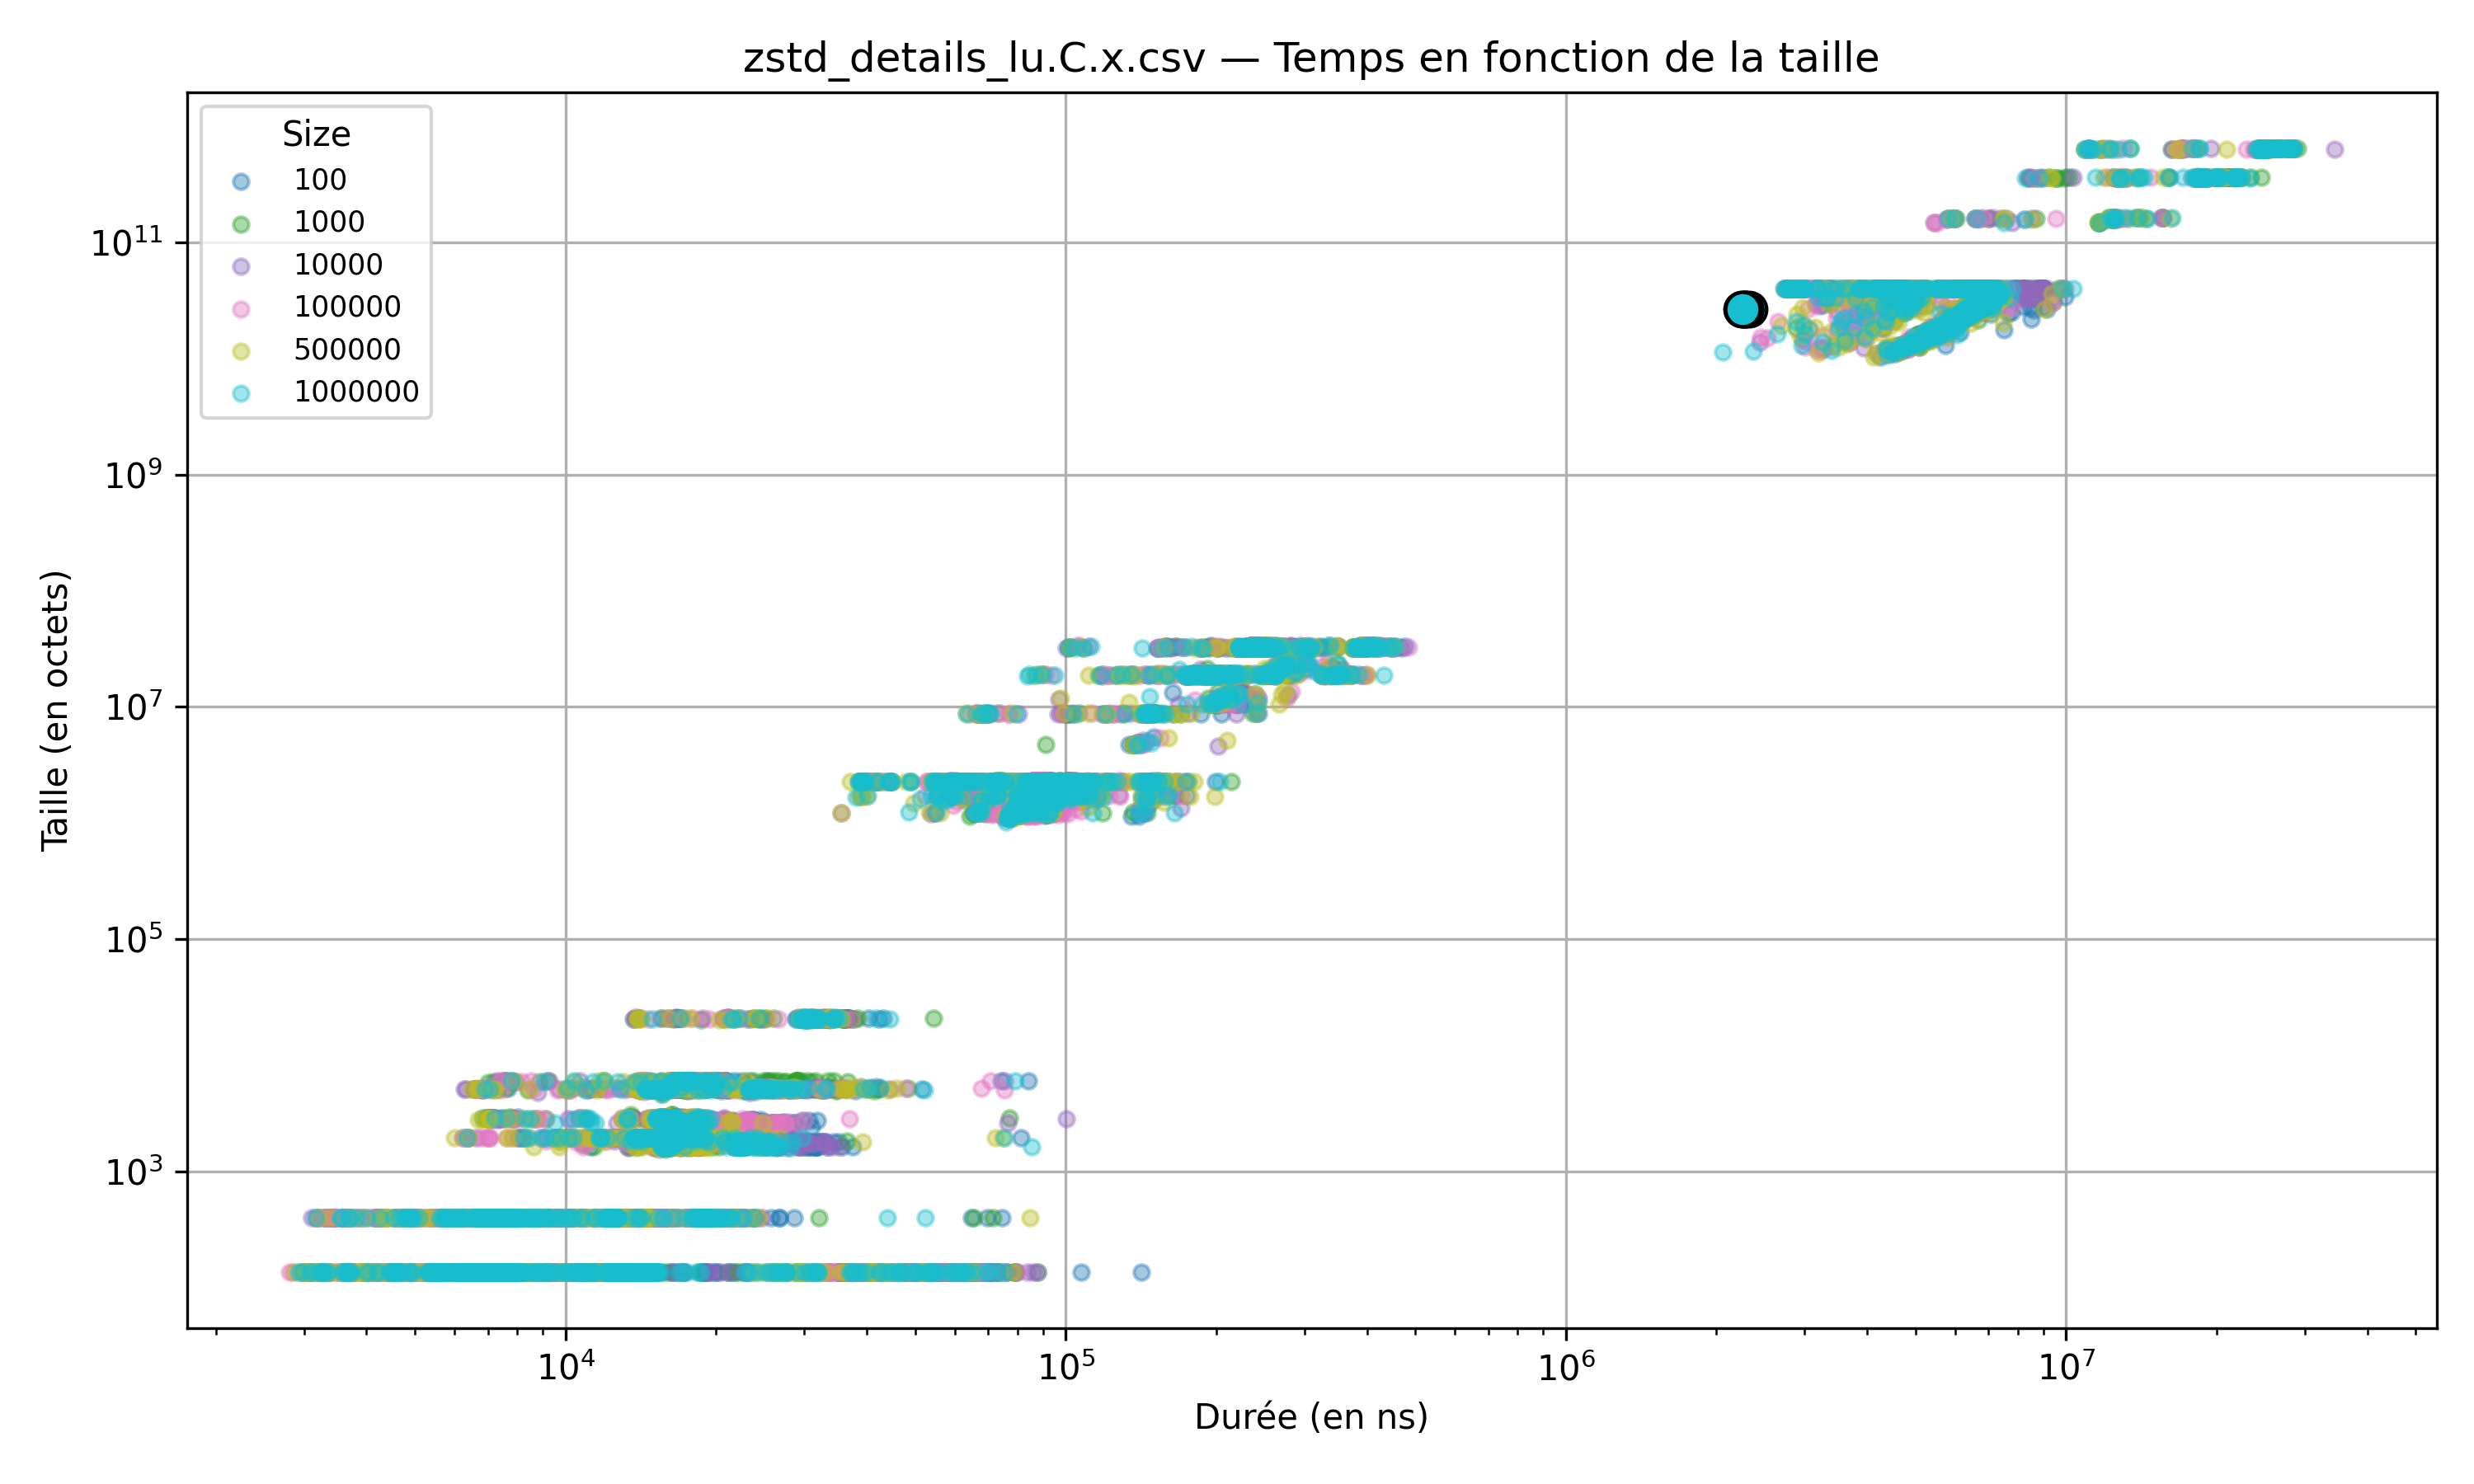 zstd_details_lu.C.x.csv — Temps en fonction de la taille
Size
100
1000
10000
100000
500000
1000000
Taille (en octets)
10¹¹
10⁹
10⁷
10⁵
10³
10⁴ 10⁵ 10⁶ 10⁷
Durée (en ns)